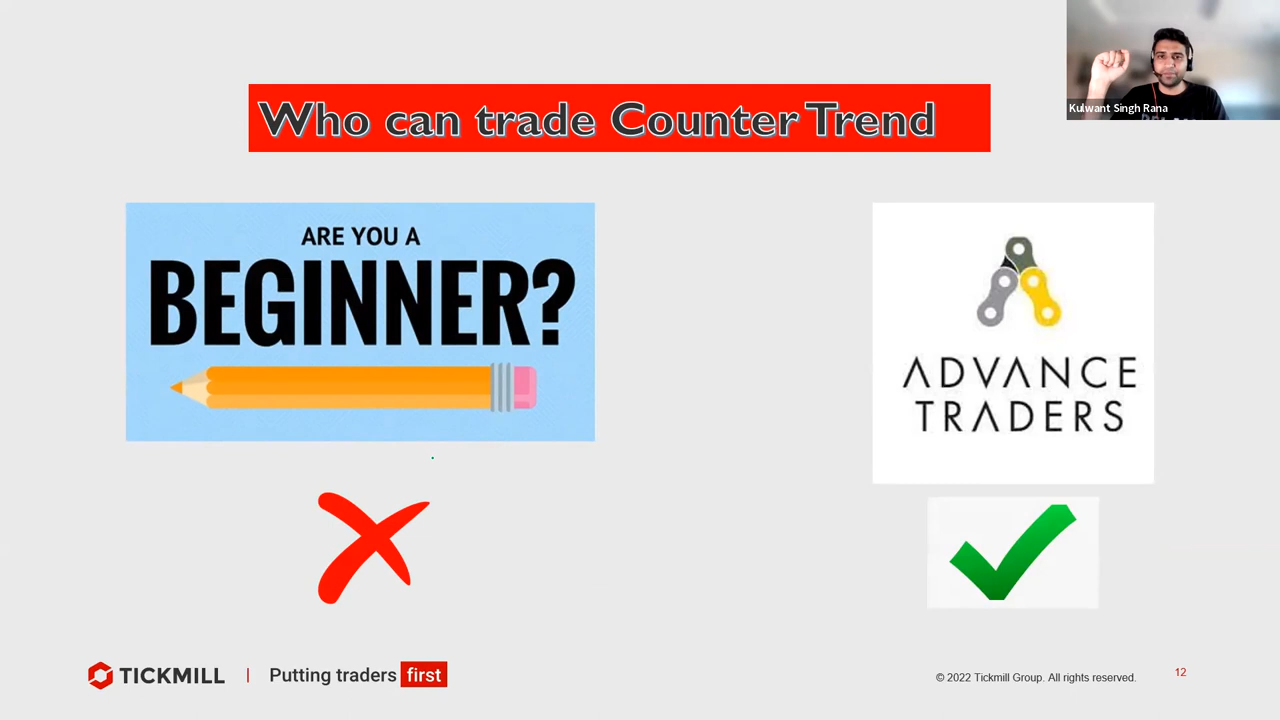 Who can trade Counter Trend
Kulwant Singh Rana
ARE YOU A
BEGINNER?
ADVANCE
TRADERS
TICKMILL | Putting traders first
© 2022 Tickmill Group. All rights reserved.
12